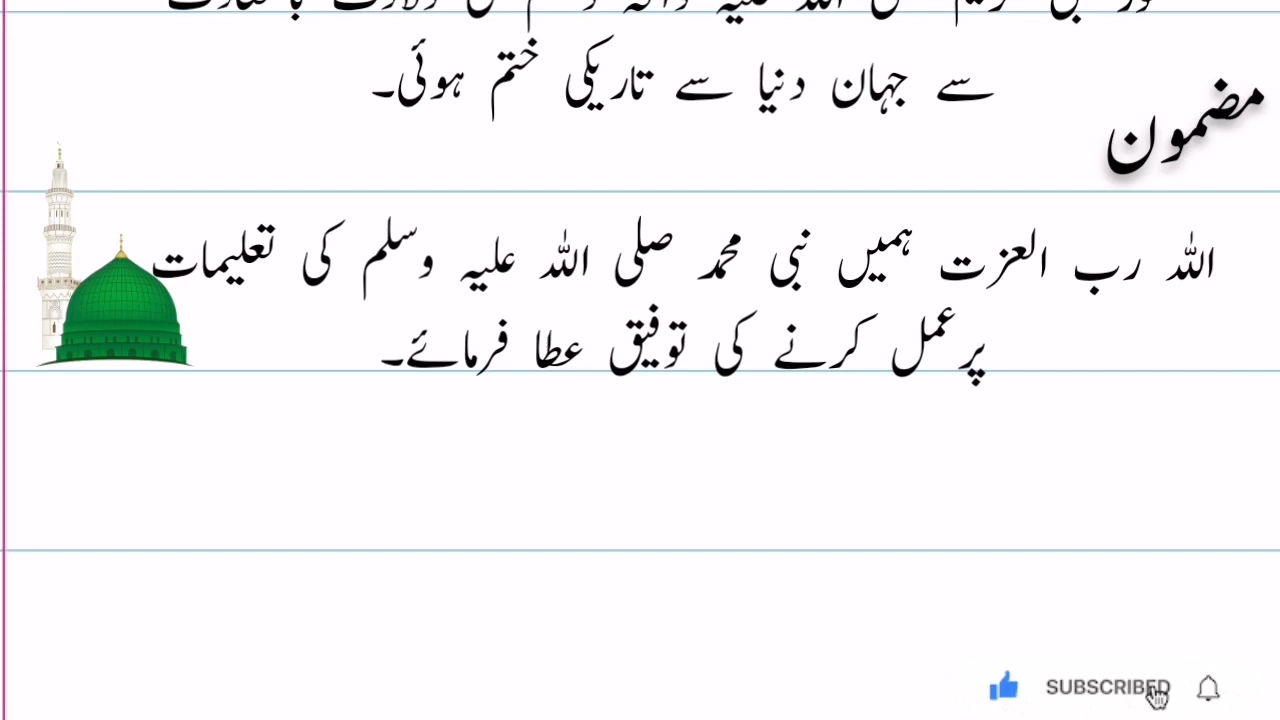 سے جہان دنیا سے تاریکی ختم ہوئی۔
مضمون
اللہ رب العزت ہمیں نبی محمد صلی اللہ علیہ وسلم کی تعلیمات
پر عمل کرنے کی توفیق عطا فرمائے۔
SUBSCRIBED